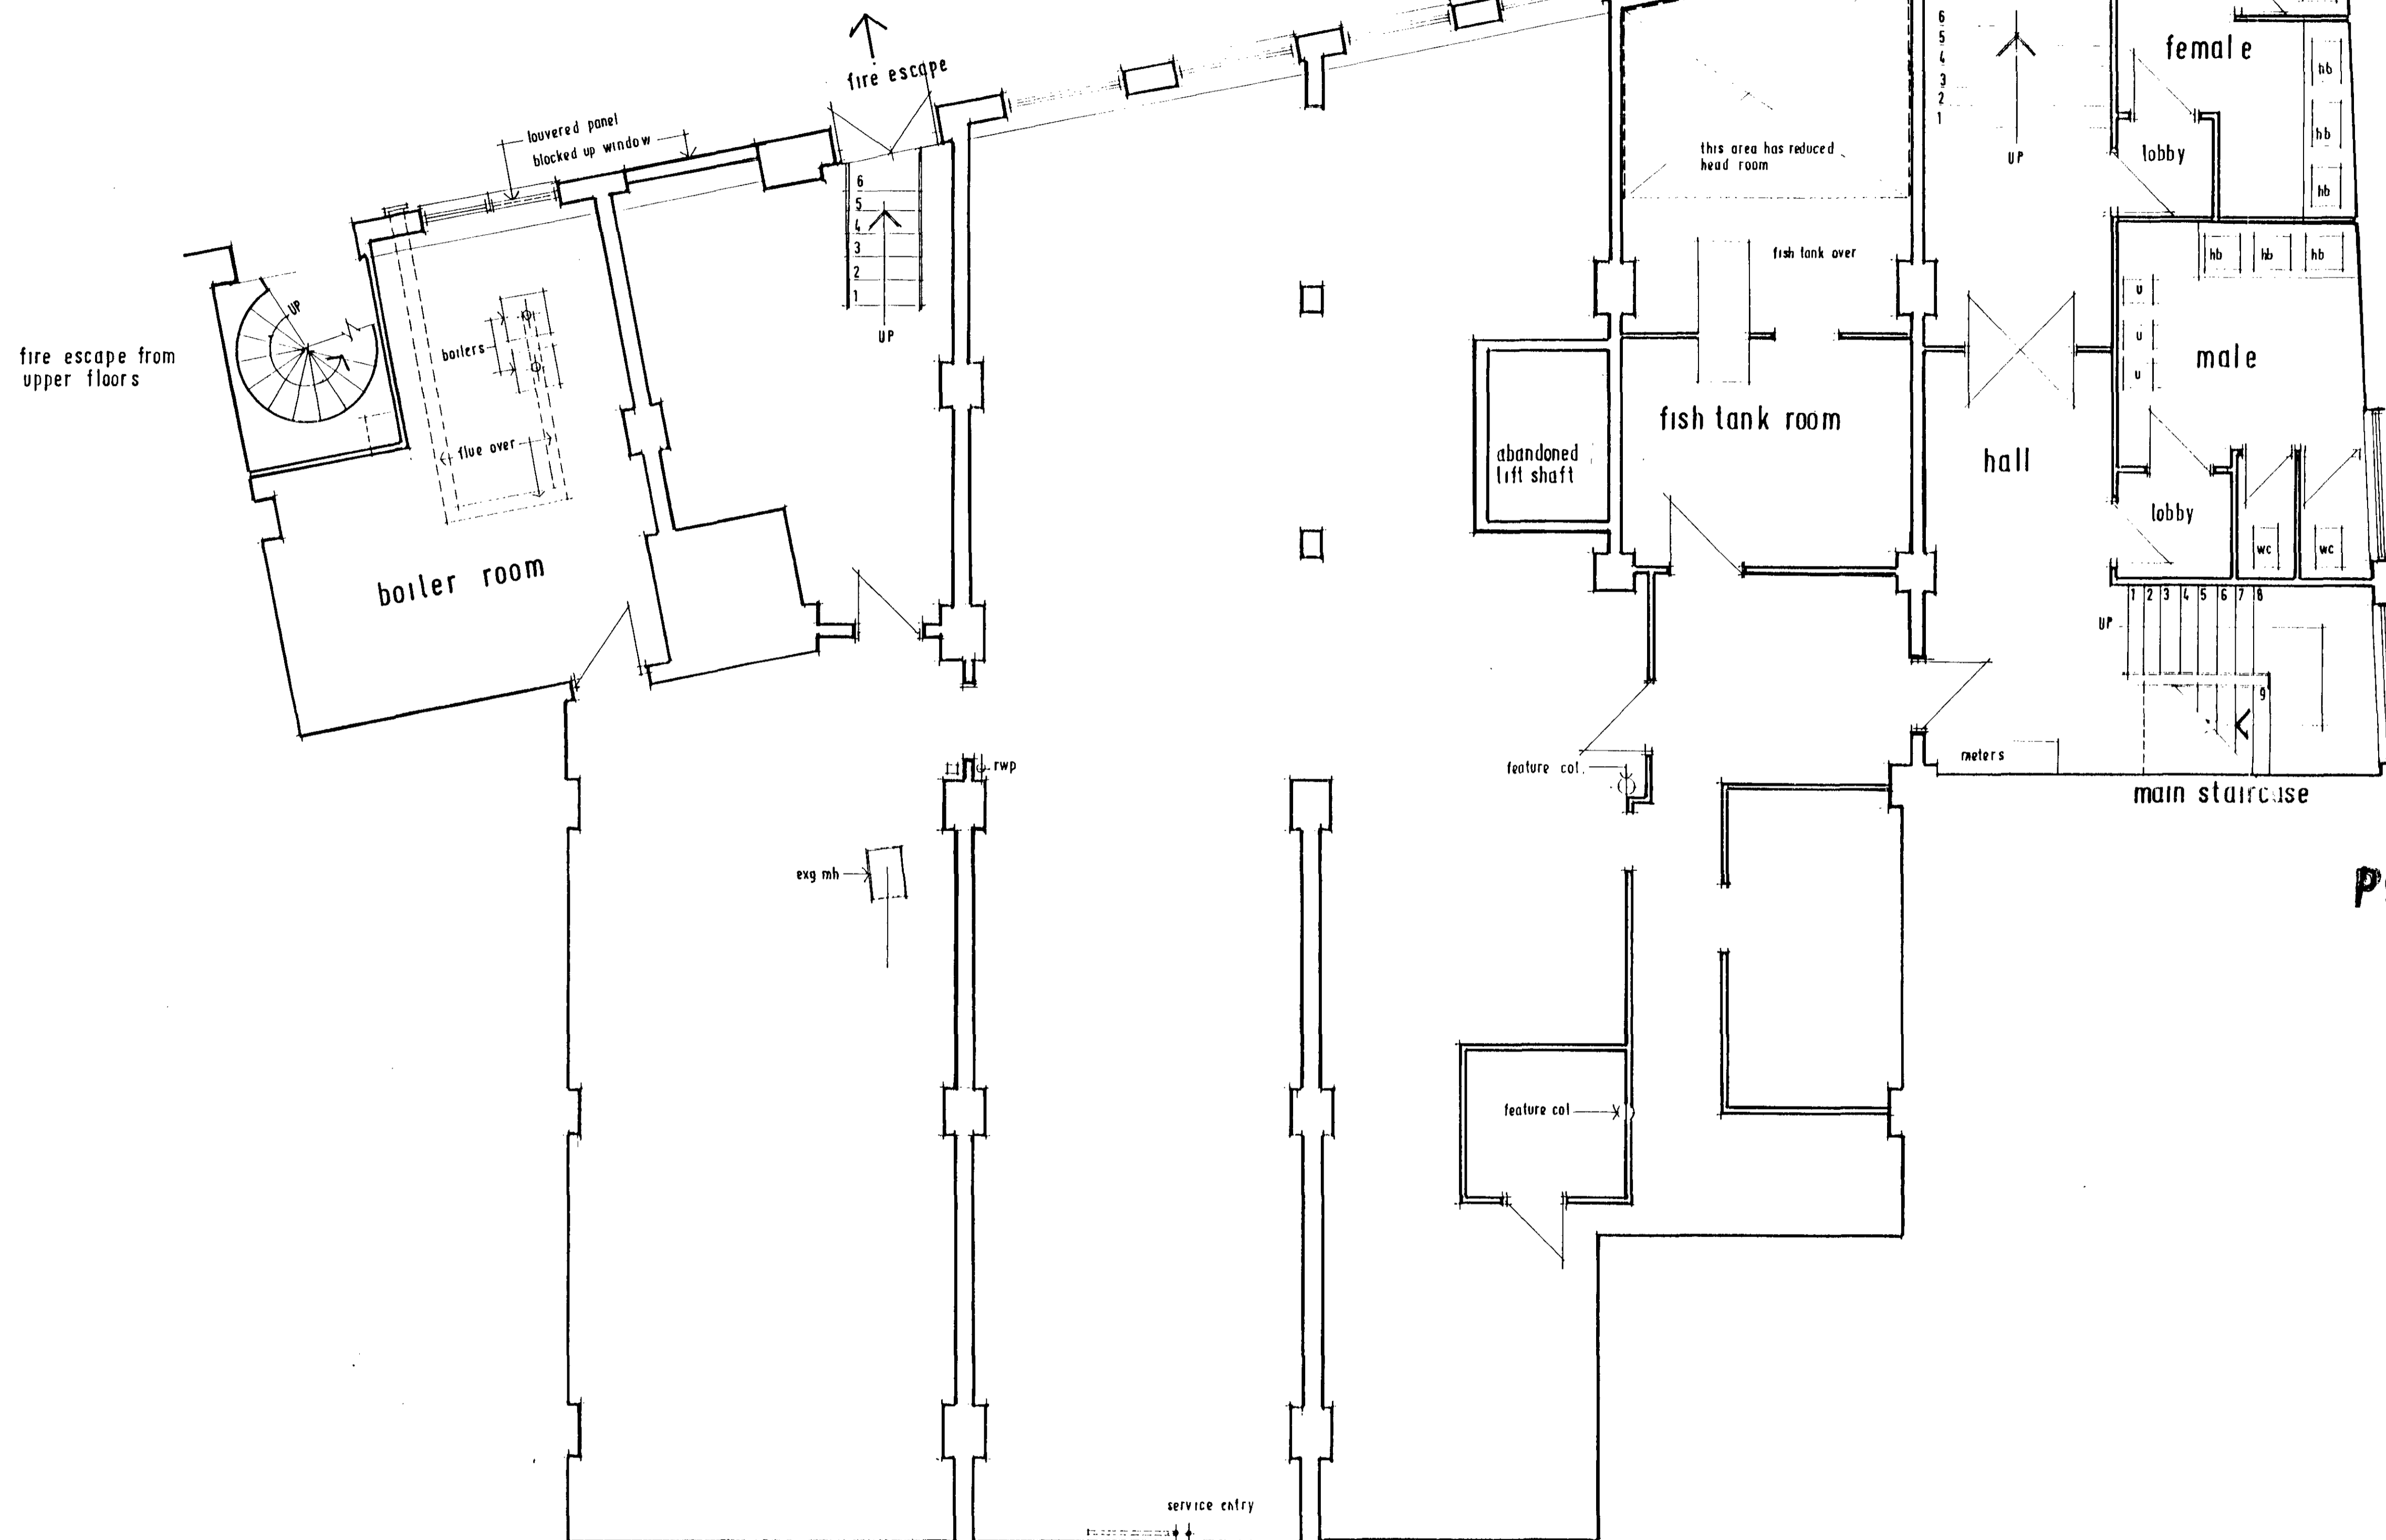 fire escape
louvered panel
blocked up window
6
5
4
3
2
1
UP
UP
boilers
flue over
fire escape from
upper floors
boiler room
this area has reduced
head room
fish tank over
fish tank room
abandoned
lift shaft
6
5
4
3
2
1
UP
female
lobby
hb
hb
hb
hb
hb
hb
u
u
u
male
hall
lobby
wc
wc
1 2 3 4 5 6 7 8
UP
9
meters
main staircase
rwp
feature col.
exg mh
feature col
service entry